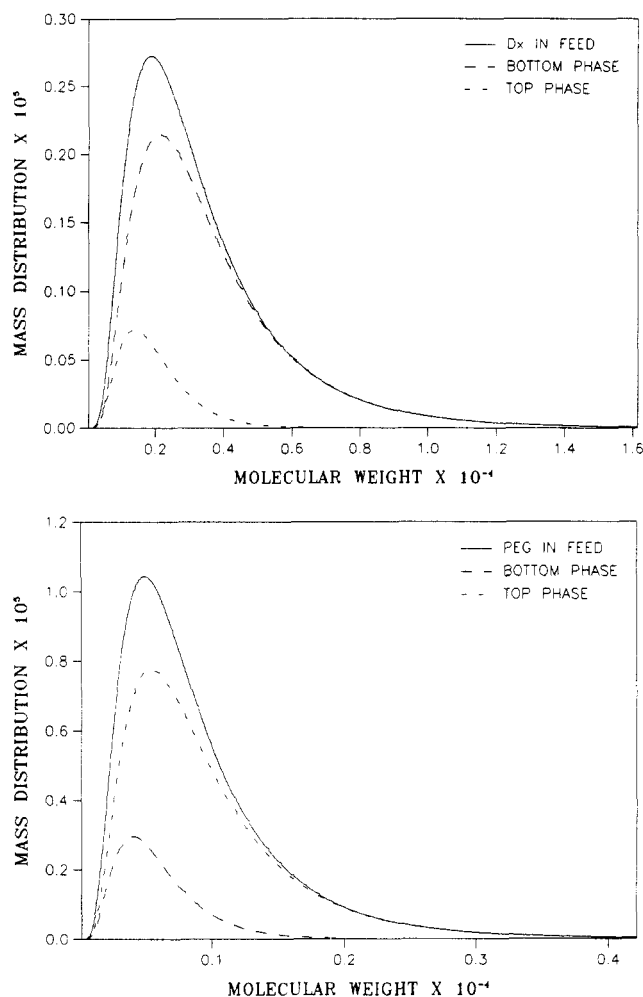 0.30
0.25
0.20
0.15
0.10
0.05
0.00
MASS DISTRIBUTION X 10⁵
Dx IN FEED
BOTTOM PHASE
TOP PHASE
0.2 0.4 0.6 0.8 1.0 1.2 1.4 1.6
MOLECULAR WEIGHT X 10⁻⁴
1.2
1.0
0.8
0.6
0.4
0.2
0.0
MASS DISTRIBUTION X 10⁵
PEG IN FEED
BOTTOM PHASE
TOP PHASE
0.1 0.2 0.3 0.4
MOLECULAR WEIGHT X 10⁻⁴